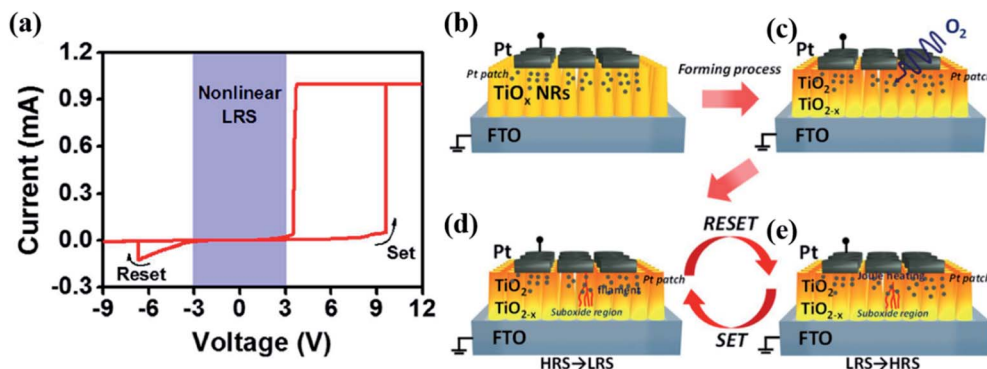 (a)
1.2
0.9
0.6
0.3
0.0
-0.3
Current (mA)
Nonlinear
LRS
Reset
Set
-9 -6 -3 0 3 6 9 12
Voltage (V)
(b)
Pt
Pt patch
TiOx NRs
FTO
Forming process
(c)
O2
Pt
Pt patch
TiO2
TiO2-x
FTO
(d)
Pt
Pt patch
TiO2
filament
TiO2-x
Suboxide region
FTO
HRS→LRS
RESET
SET
(e)
Pt
Joule heating
Pt patch
TiO2
TiO2-x
Suboxide region
FTO
LRS→HRS